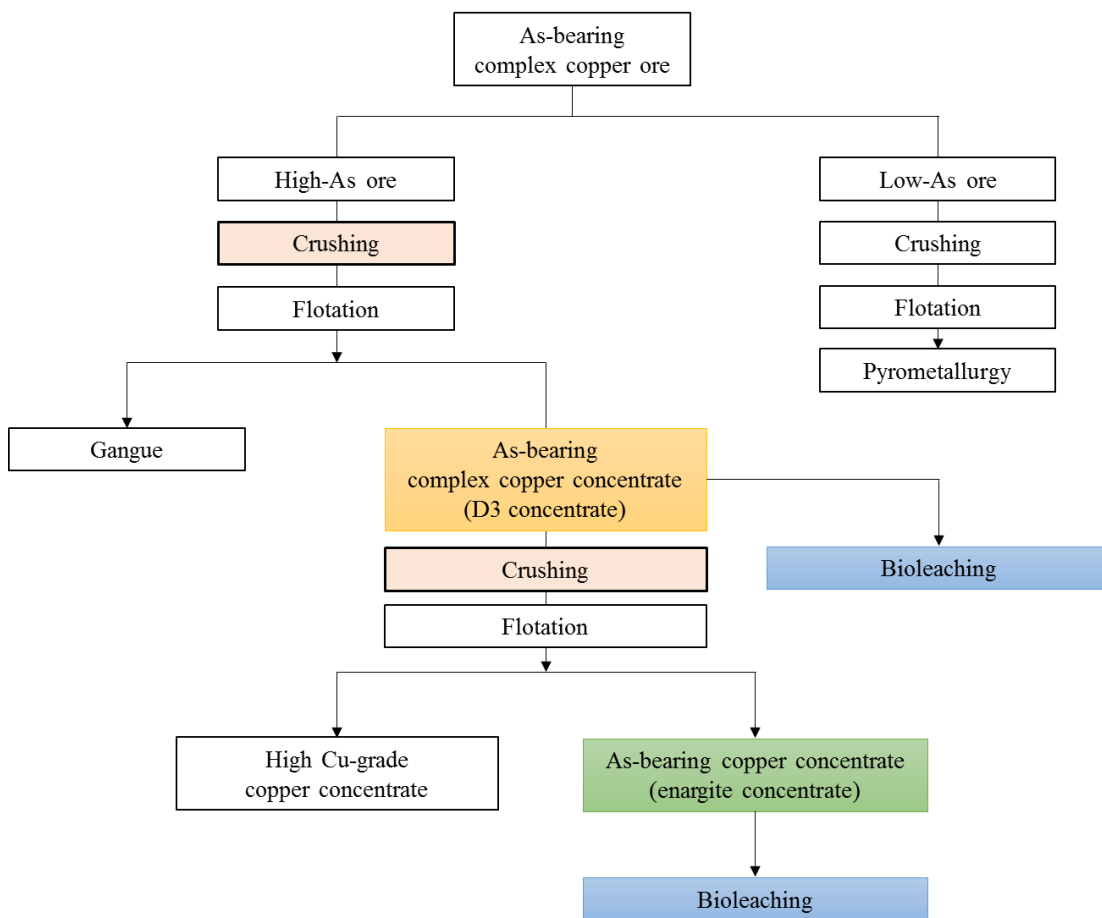 As-bearing
complex copper ore
High-As ore
Low-As ore
Crushing
Crushing
Flotation
Flotation
Pyrometallurgy
Gangue
As-bearing
complex copper concentrate
(D3 concentrate)
Bioleaching
Crushing
Flotation
High Cu-grade
copper concentrate
As-bearing copper concentrate
(enargite concentrate)
Bioleaching